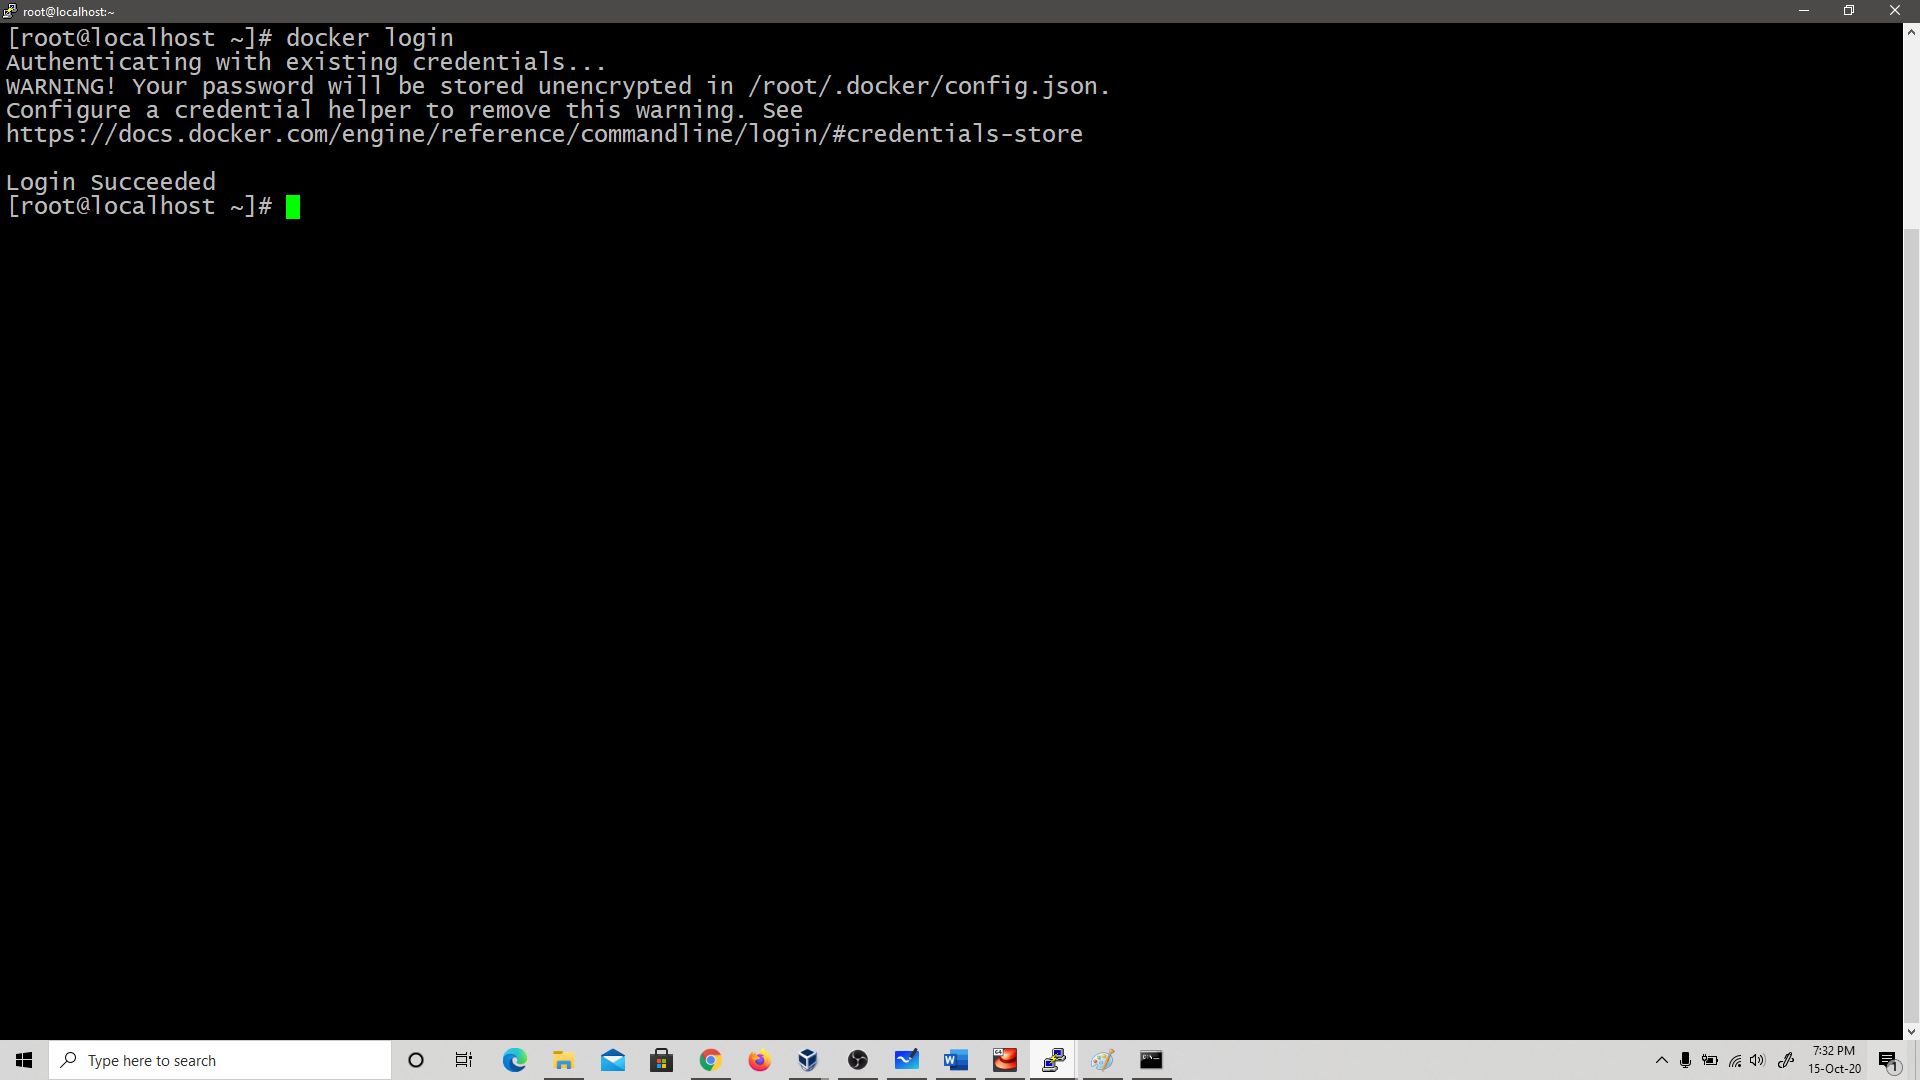 root@localhost:~
[root@localhost ~]# docker login
Authenticating with existing credentials...
WARNING! Your password will be stored unencrypted in /root/.docker/config.json.
Configure a credential helper to remove this warning. See
https://docs.docker.com/engine/reference/commandline/login/#credentials-store
Login Succeeded
[root@localhost ~]#
Type here to search
7:32 PM
15-Oct-20
1